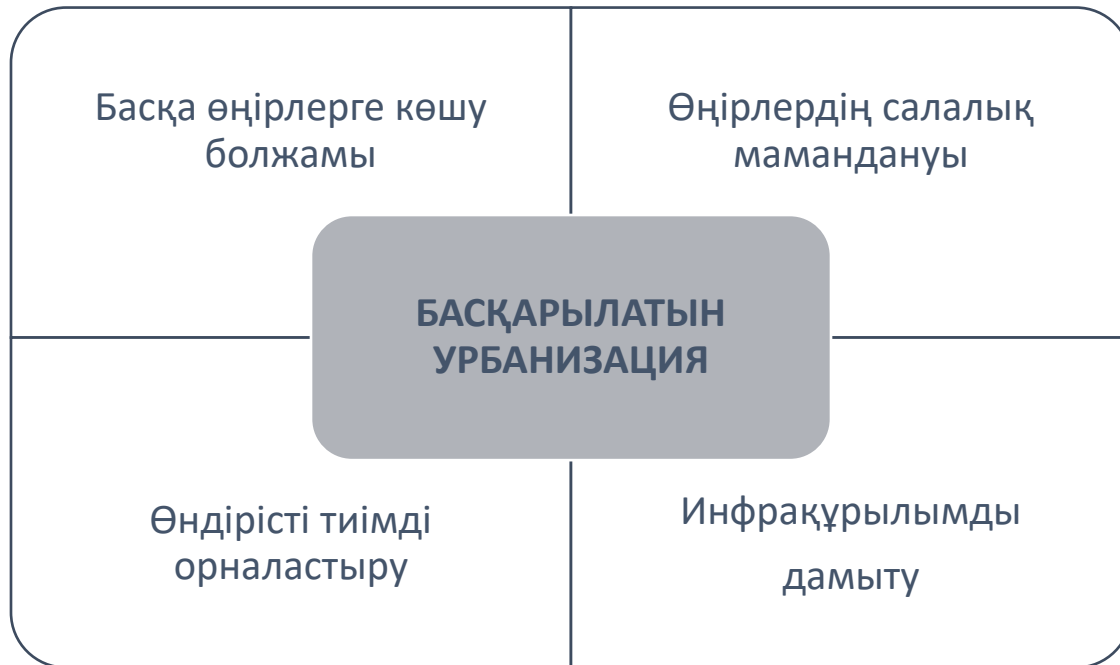 Басқа өңірлерге көшу
болжамы
Өңірлердің салалық
мамандануы
БАСҚАРЫЛАТЫН
УРБАНИЗАЦИЯ
Өндірісті тиімді
орналастыру
Инфрақұрылымды
дамыту